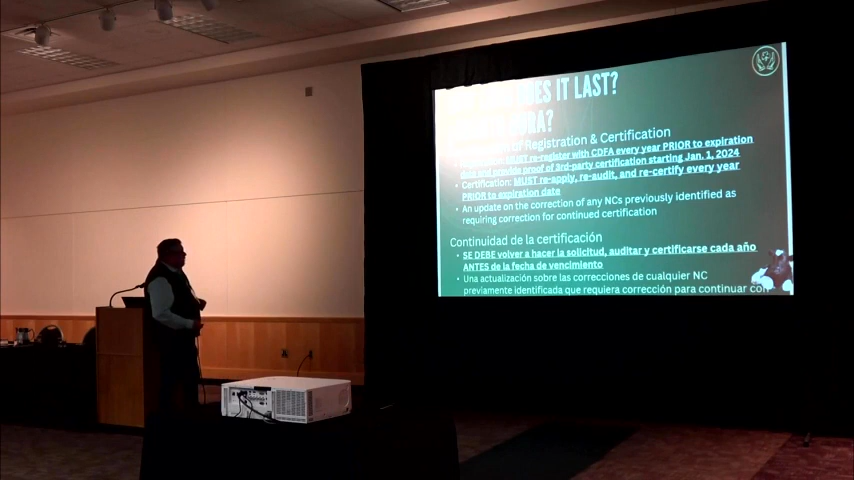 DOES IT LAST?
of Registration & Certification
MUST re-register with CDFA every year PRIOR to expiration
date and provide proof of 3rd-party certification starting Jan. 1, 2024
• Certification: MUST re-apply, re-audit, and re-certify every year
PRIOR to expiration date
• An update on the correction of any NCs previously identified as
requiring correction for continued certification
Continuidad de la certificación
• SE DEBE volver a hacer la solicitud, auditar y certificarse cada año
ANTES de la fecha de vencimiento
• Una actualización sobre las correcciones de cualquier NC
previamente identificada que requiera corrección para continuar con